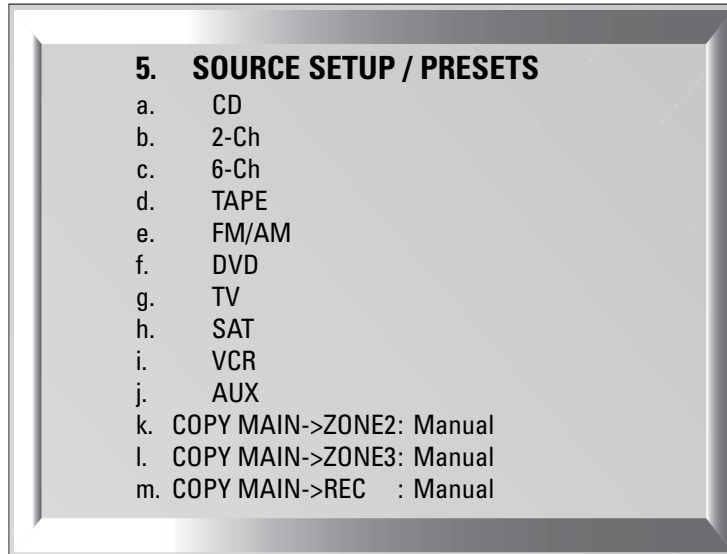 5. SOURCE SETUP / PRESETS
a. CD
b. 2-Ch
c. 6-Ch
d. TAPE
e. FM/AM
f. DVD
g. TV
h. SAT
i. VCR
j. AUX
k. COPY MAIN->ZONE2: Manual
l. COPY MAIN->ZONE3: Manual
m. COPY MAIN->REC : Manual